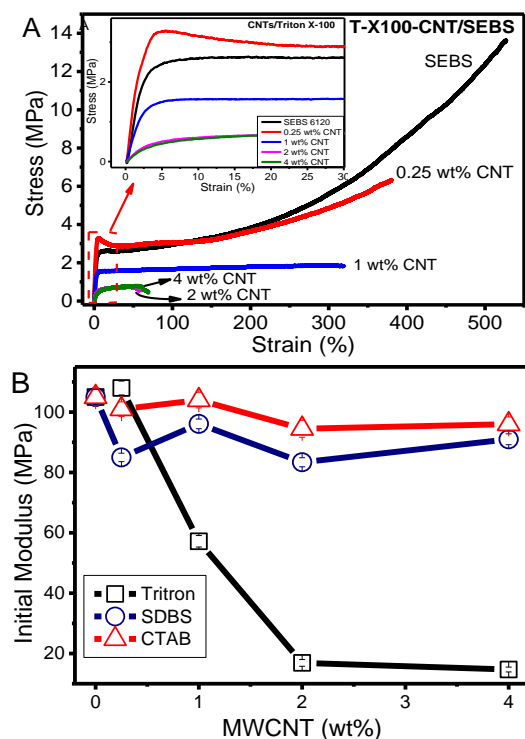 A
T-X100-CNT/SEBS
A
CNTs/Triton X-100
Stress (MPa)
2
0
SEBS 6120
0.25 wt% CNT
1 wt% CNT
2 wt% CNT
4 wt% CNT
0 5 10 15 20 25 30
Strain (%)
SEBS
0.25 wt% CNT
1 wt% CNT
4 wt% CNT
2 wt% CNT
Stress (MPa)
14
12
10
8
6
4
2
0
0 100 200 300 400 500
Strain (%)
B
Initial Modulus (MPa)
100
80
60
40
20
Tritron
SDBS
CTAB
0 1 2 3 4
MWCNT (wt%)